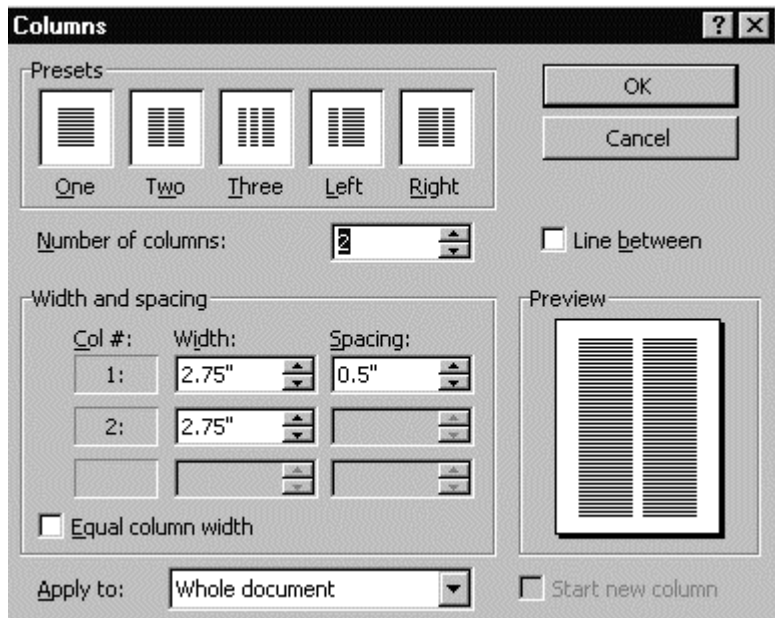 Columns
Presets
One Two Three Left Right
OK
Cancel
Number of columns: 2
Line between
Width and spacing
Col #: Width: Spacing:
1: 2.75" 0.5"
2: 2.75"
Equal column width
Preview
Apply to: Whole document
Start new column